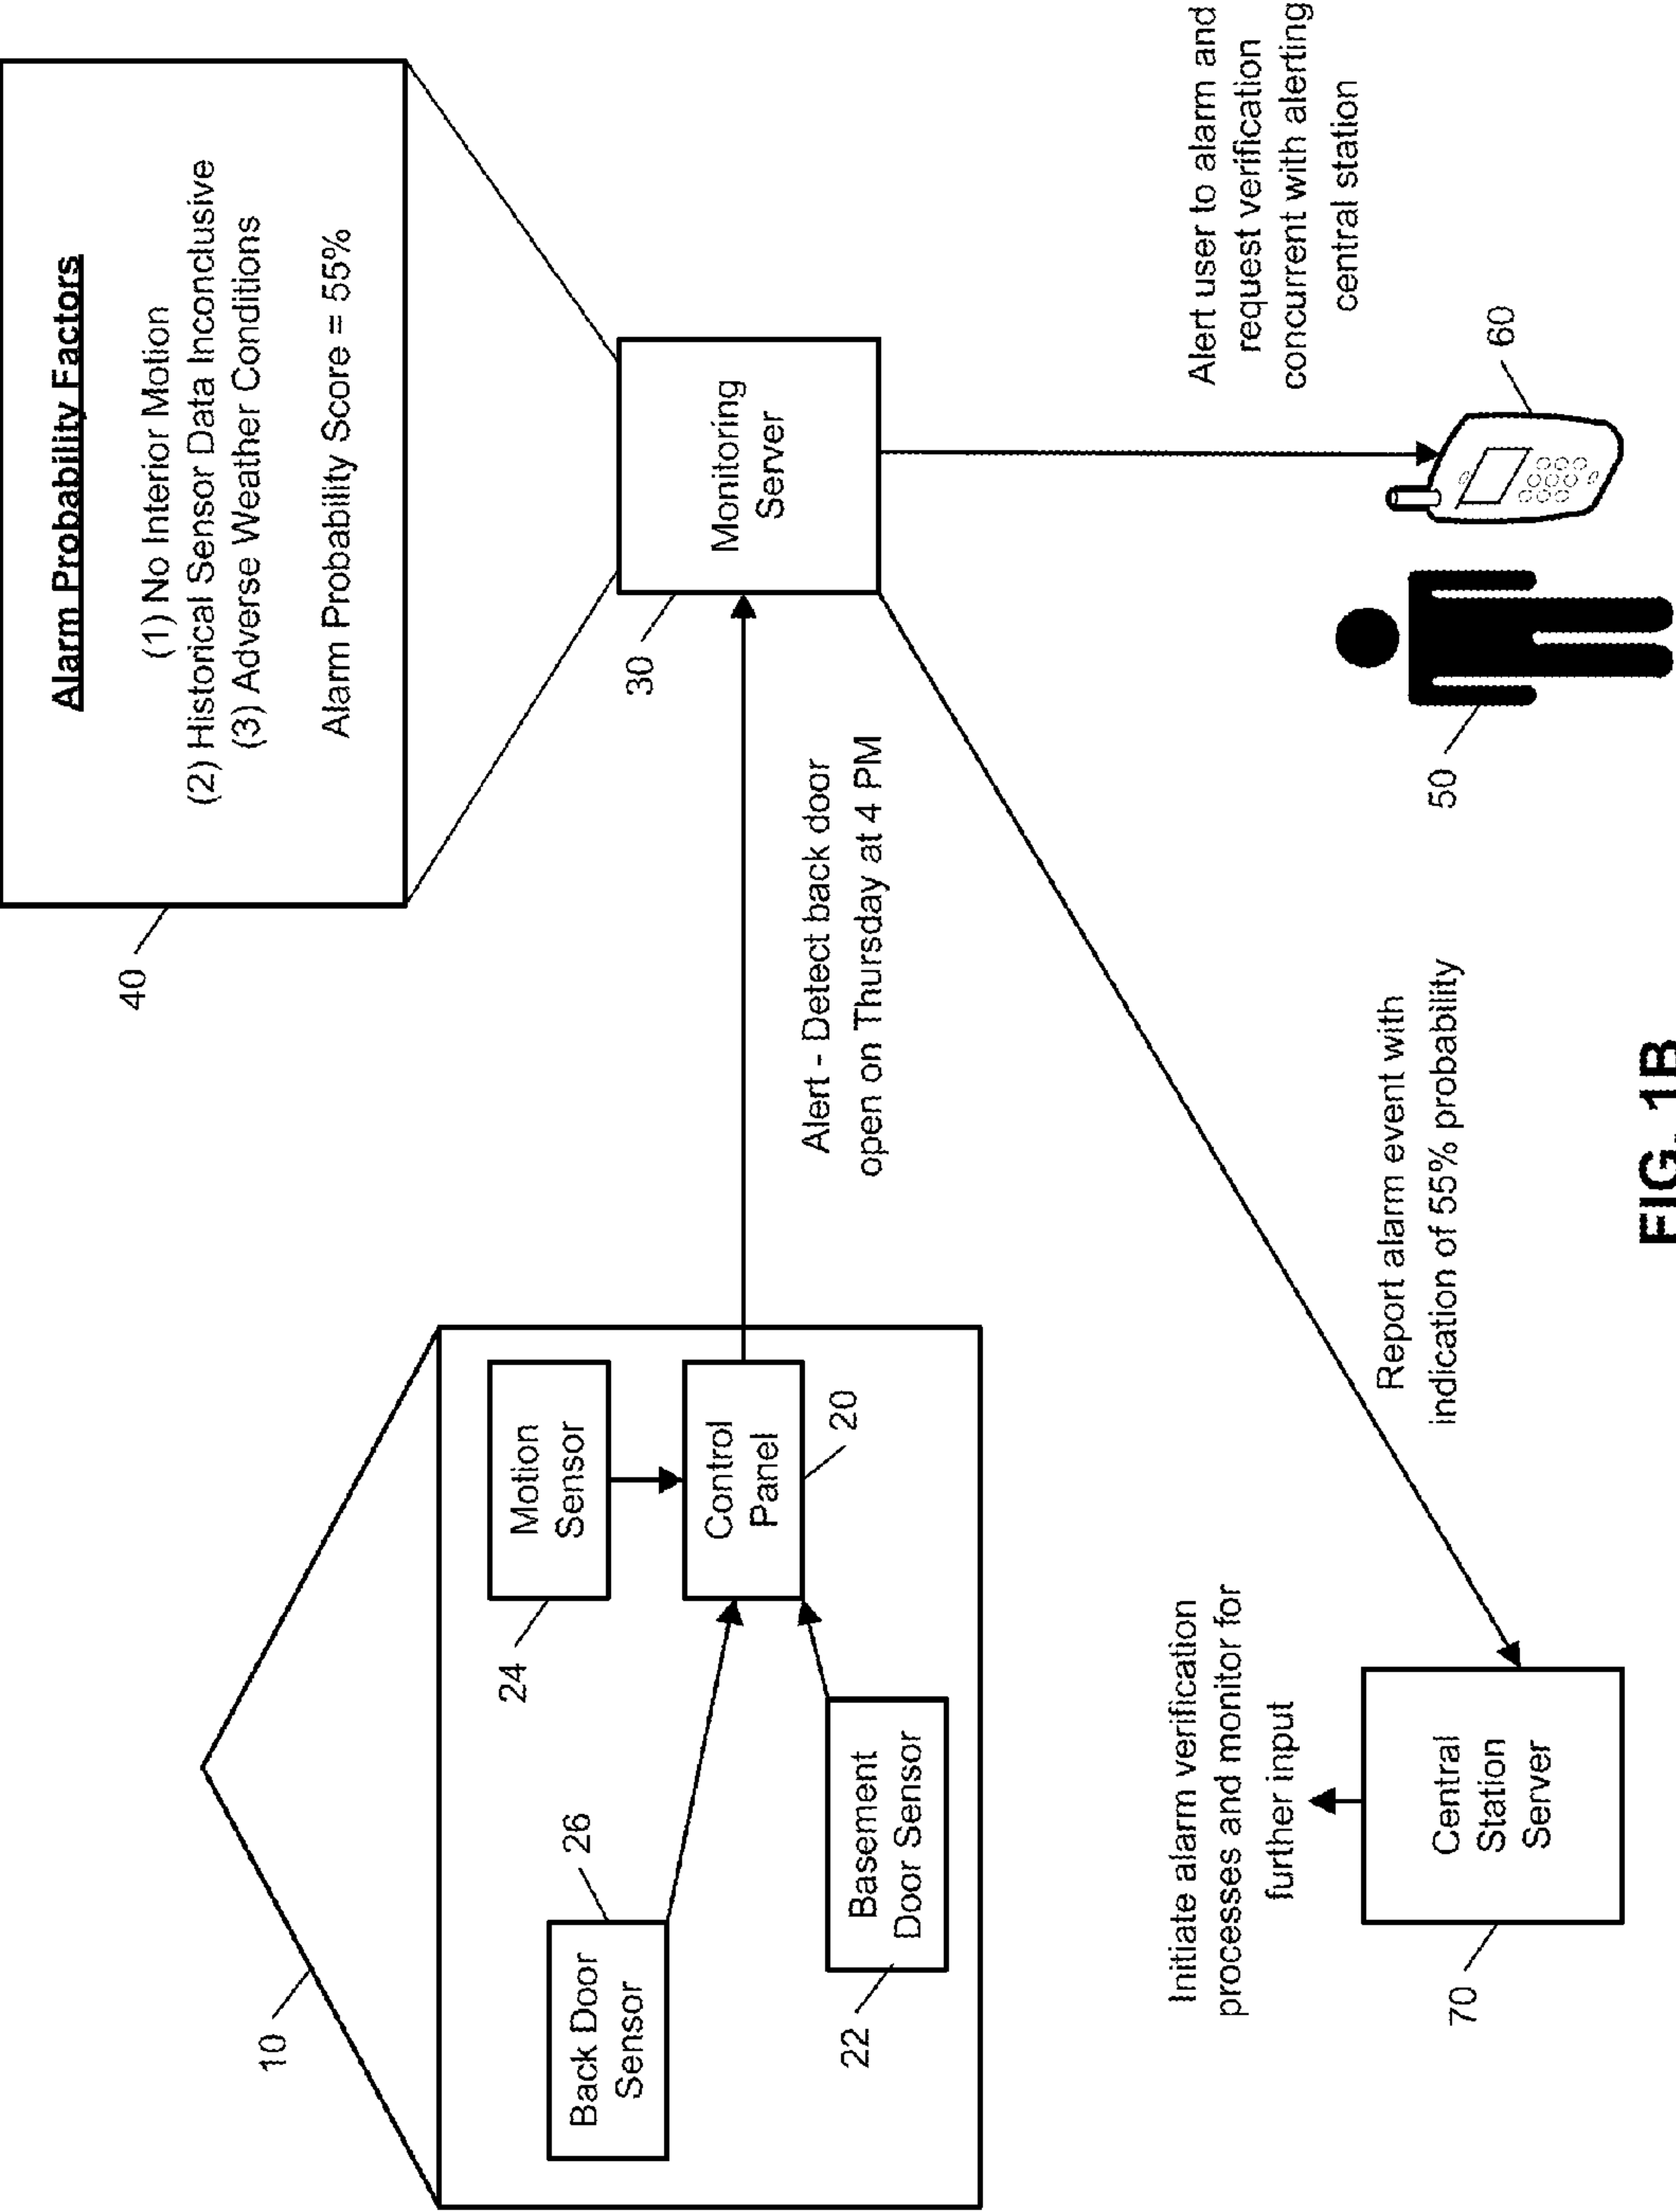 Alarm Probability Factors
(1) No Interior Motion
(2) Historical Sensor Data Inconclusive
(3) Adverse Weather Conditions
Alarm Probability Score = 55%
40
10
Motion
Sensor
24
Back Door
Sensor
26
Control
Panel
20
Basement
Door Sensor
22
Alert - Detect back door
open on Thursday at 4 PM
Monitoring
Server
30
Alert user to alarm and
request verification
concurrent with alerting
central station
60
50
Report alarm event with
indication of 55% probability
Initiate alarm verification
processes and monitor for
further input
Central
Station
Server
70
FIG. 1B